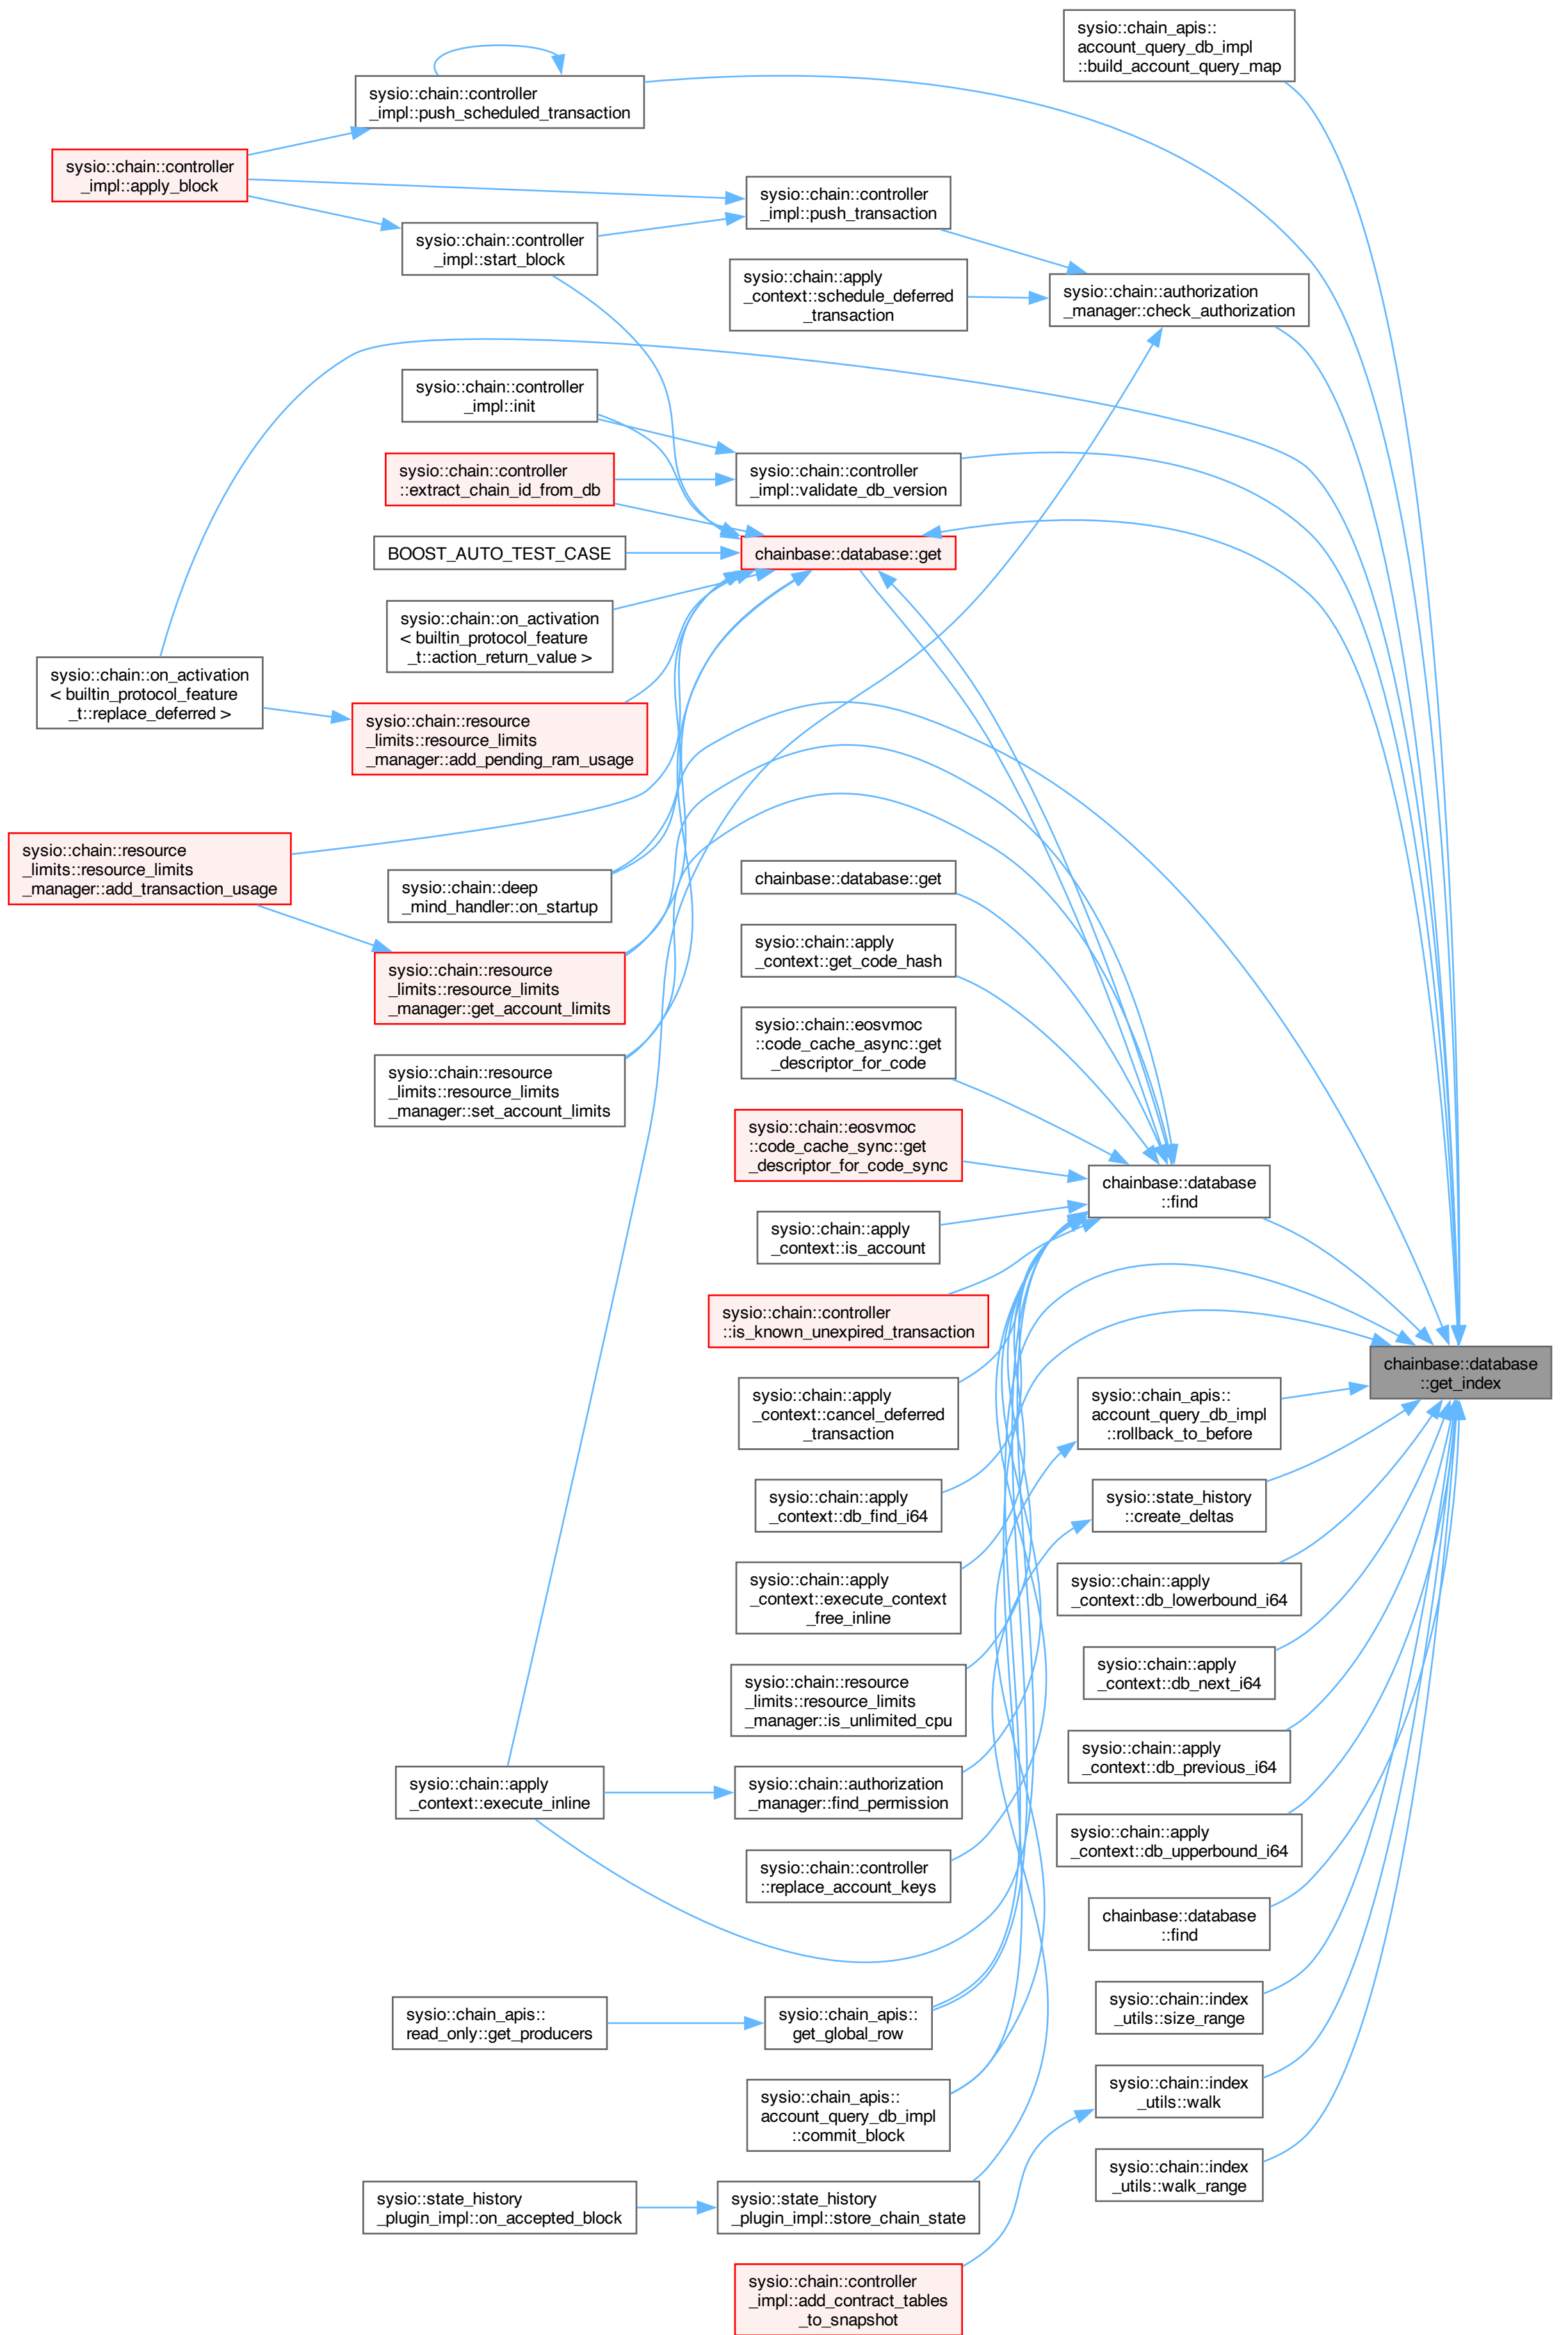 sysio::chain_apis::
account_query_db_impl
::build_account_query_map
sysio::chain::controller
_impl::push_scheduled_transaction
sysio::chain::controller
_impl::apply_block
sysio::chain::controller
_impl::push_transaction
sysio::chain::controller
_impl::start_block
sysio::chain::apply
_context::schedule_deferred
_transaction
sysio::chain::authorization
_manager::check_authorization
sysio::chain::controller
_impl::init
sysio::chain::controller
::extract_chain_id_from_db
sysio::chain::controller
_impl::validate_db_version
BOOST_AUTO_TEST_CASE
chainbase::database::get
sysio::chain::on_activation
< builtin_protocol_feature
_t::action_return_value >
sysio::chain::on_activation
< builtin_protocol_feature
_t::replace_deferred >
sysio::chain::resource
_limits::resource_limits
_manager::add_pending_ram_usage
sysio::chain::resource
_limits::resource_limits
_manager::add_transaction_usage
sysio::chain::deep
_mind_handler::on_startup
chainbase::database::get
sysio::chain::apply
_context::get_code_hash
sysio::chain::resource
_limits::resource_limits
_manager::get_account_limits
sysio::chain::eosvmoc
::code_cache_async::get
_descriptor_for_code
sysio::chain::resource
_limits::resource_limits
_manager::set_account_limits
sysio::chain::eosvmoc
::code_cache_sync::get
_descriptor_for_code_sync
chainbase::database
::find
sysio::chain::apply
_context::is_account
sysio::chain::controller
::is_known_unexpired_transaction
chainbase::database
::get_index
sysio::chain::apply
_context::cancel_deferred
_transaction
sysio::chain_apis::
account_query_db_impl
::rollback_to_before
sysio::chain::apply
_context::db_find_i64
sysio::state_history
::create_deltas
sysio::chain::apply
_context::execute_context
_free_inline
sysio::chain::apply
_context::db_lowerbound_i64
sysio::chain::resource
_limits::resource_limits
_manager::is_unlimited_cpu
sysio::chain::apply
_context::db_next_i64
sysio::chain::apply
_context::db_previous_i64
sysio::chain::apply
_context::execute_inline
sysio::chain::authorization
_manager::find_permission
sysio::chain::apply
_context::db_upperbound_i64
sysio::chain::controller
::replace_account_keys
chainbase::database
::find
sysio::chain::index
_utils::size_range
sysio::chain_apis::
read_only::get_producers
sysio::chain_apis::
get_global_row
sysio::chain::index
_utils::walk
sysio::chain_apis::
account_query_db_impl
::commit_block
sysio::chain::index
_utils::walk_range
sysio::state_history
_plugin_impl::on_accepted_block
sysio::state_history
_plugin_impl::store_chain_state
sysio::chain::controller
_impl::add_contract_tables
_to_snapshot